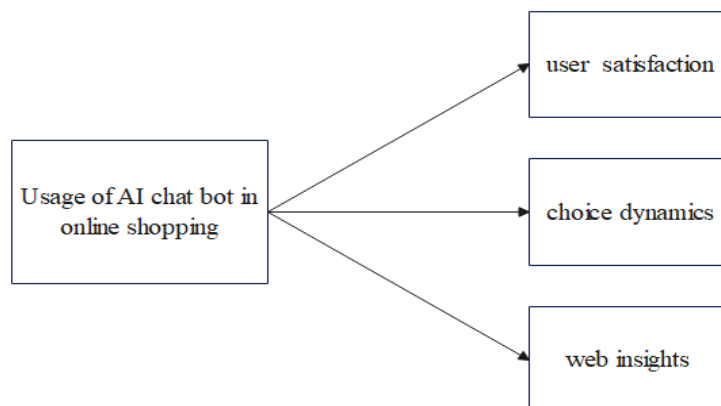 user satisfaction
Usage of AI chat bot in
online shopping
choice dynamics
web insights